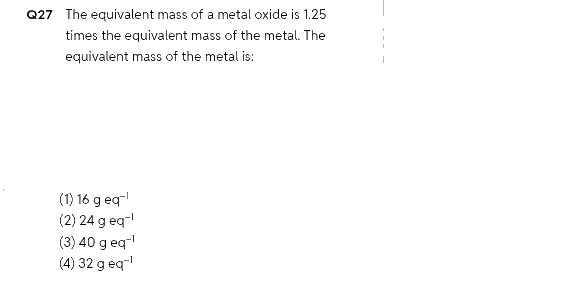 Q27 The equivalent mass of a metal oxide is 1.25
times the equivalent mass of the metal. The
equivalent mass of the metal is:
(1) 16 g eq⁻¹
(2) 24 g eq⁻¹
(3) 40 g eq⁻¹
(4) 32 g eq⁻¹